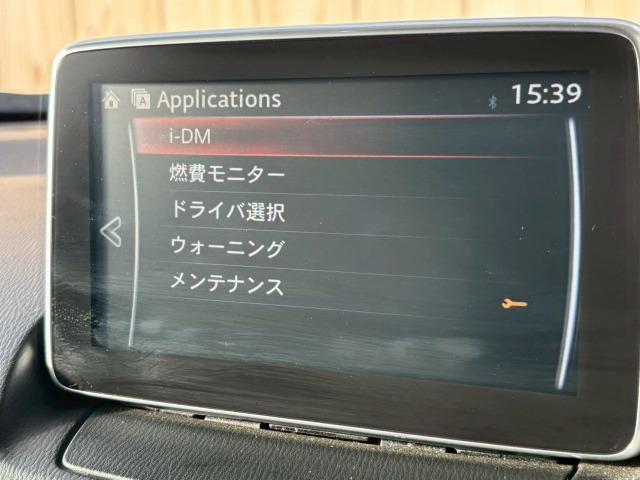 A Applications 15:39
i-DM
燃費モニター
ドライバ選択
ウォーニング
メンテナンス